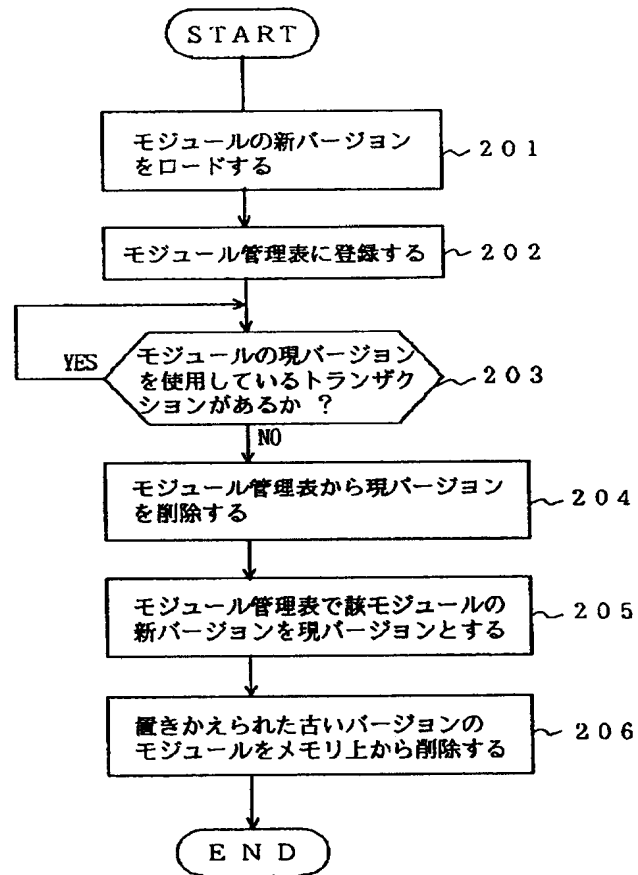 START
モジュールの新バージョン
をロードする
201
モジュール管理表に登録する
202
YES
モジュールの現バージョン
を使用しているトランザク
ションがあるか ?
203
NO
モジュール管理表から現バージョン
を削除する
204
モジュール管理表で該モジュールの
新バージョンを現バージョンとする
205
置きかえられた古いバージョンの
モジュールをメモリ上から削除する
206
END